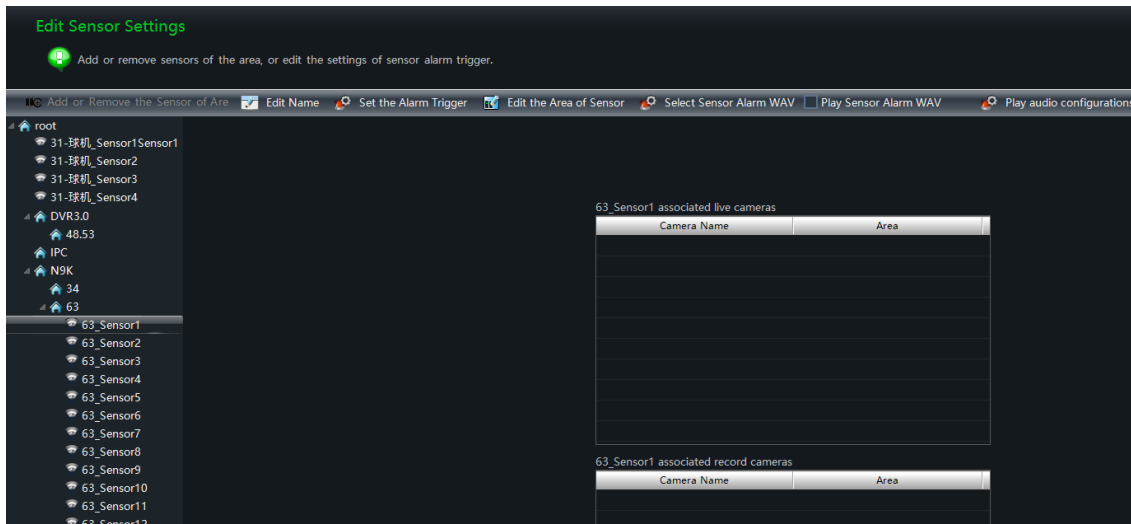 Edit Sensor Settings
Add or remove sensors of the area, or edit the settings of sensor alarm trigger.
Add or Remove the Sensor of Are Edit Name Set the Alarm Trigger Edit the Area of Sensor Select Sensor Alarm WAV Play Sensor Alarm WAV Play audio configurations
root
31-球机_Sensor1Sensor1
31-球机_Sensor2
31-球机_Sensor3
31-球机_Sensor4
DVR3.0
48.53
IPC
N9K
34
63
63_Sensor1
63_Sensor2
63_Sensor3
63_Sensor4
63_Sensor5
63_Sensor6
63_Sensor7
63_Sensor8
63_Sensor9
63_Sensor10
63_Sensor11
63_Sensor12
63_Sensor1 associated live cameras
Camera Name Area
63_Sensor1 associated record cameras
Camera Name Area